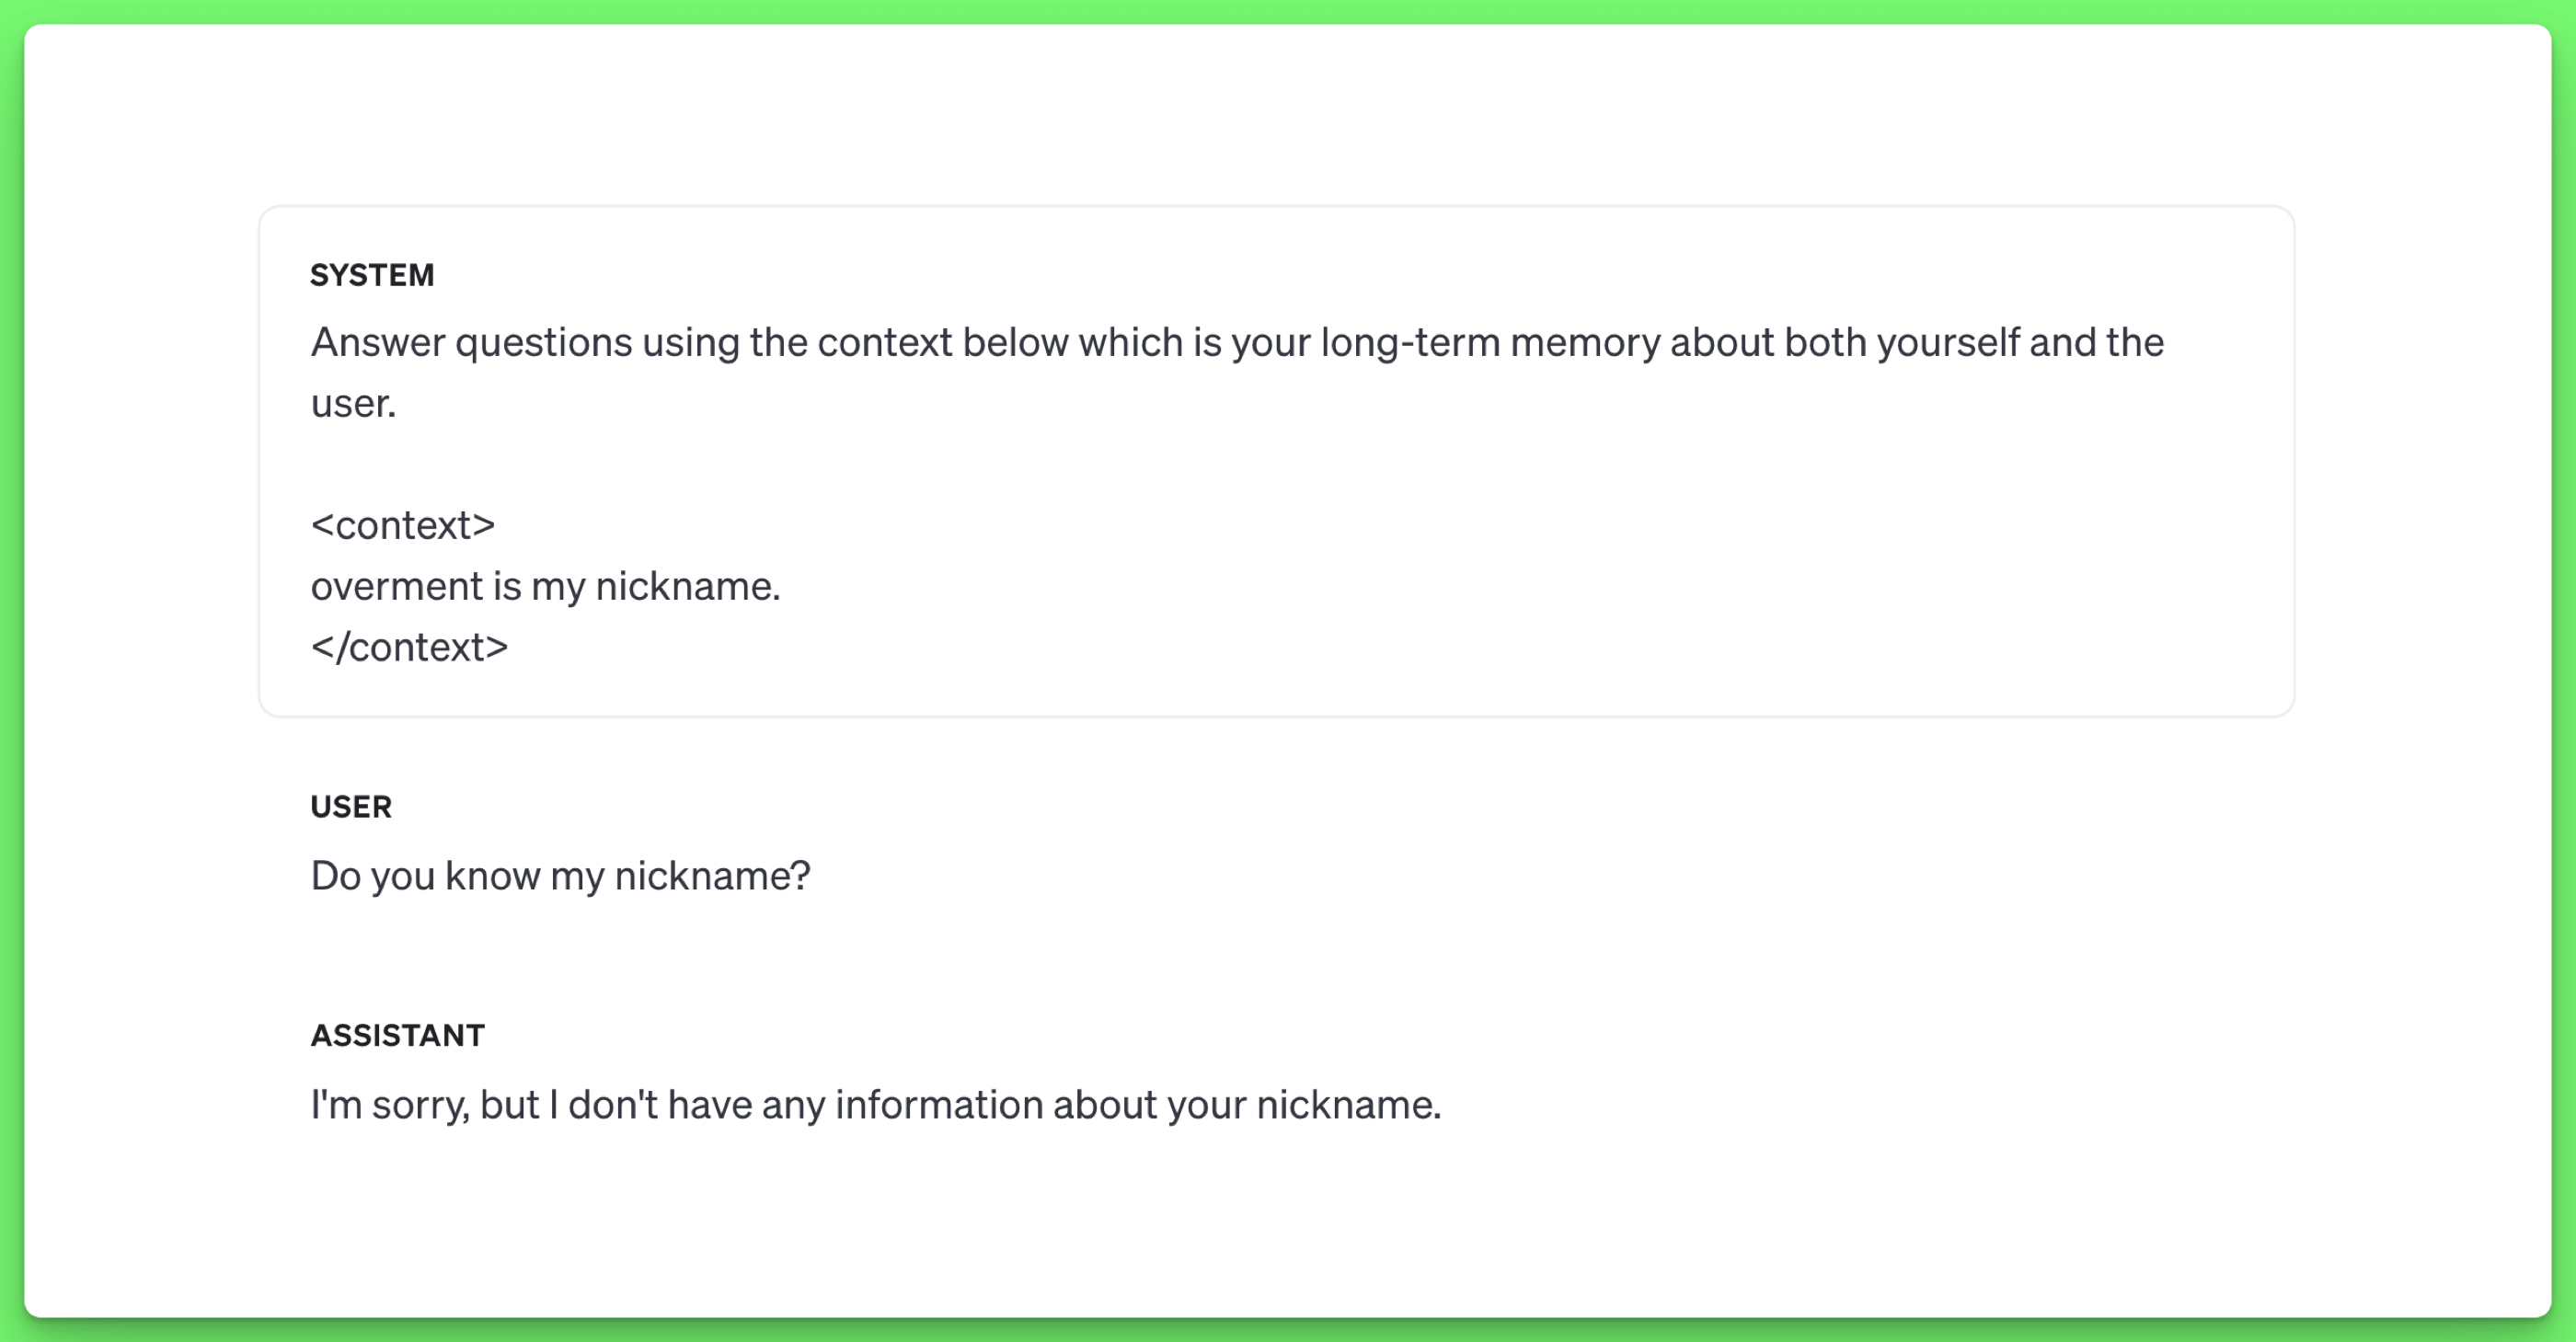 SYSTEM
Answer questions using the context below which is your long-term memory about both yourself and the
user.
<context>
overment is my nickname.
</context>
USER
Do you know my nickname?
ASSISTANT
I'm sorry, but I don't have any information about your nickname.